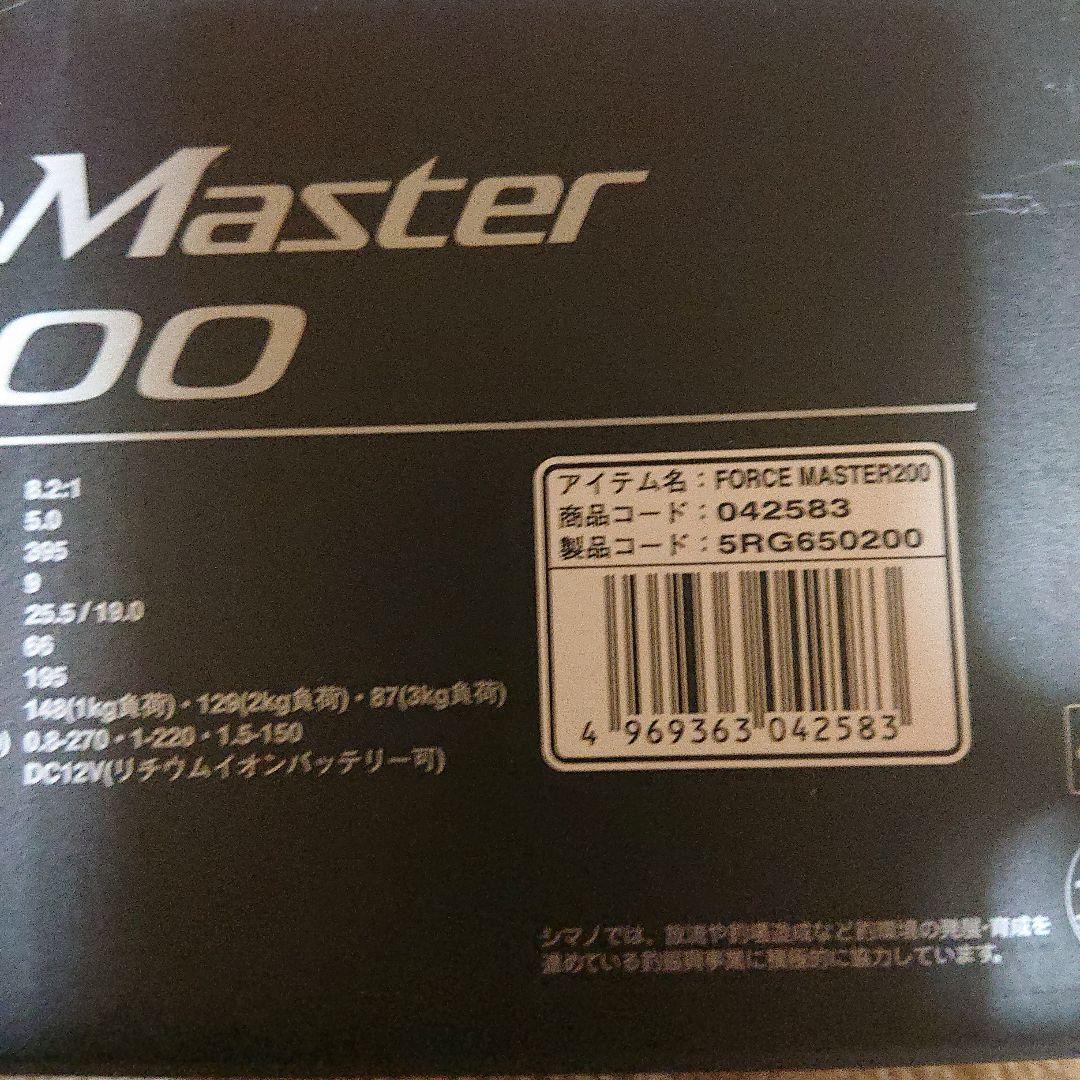 Master
00
8.2:1
5.0
395
9
25.5/19.0
66
195
148(1kg負荷)・129(2kg負荷)・87(3kg負荷)
0.8-270・1-220・1.5-150
DC12V(リチウムイオンバッテリー可)
アイテム名：FORCE MASTER200
商品コード：042583
製品コード：5RG650200
4 969363 042583
シマノでは、放流や釣場造成など釣環境の発展・育成を
進めている釣振興事業に積極的に協力しています。